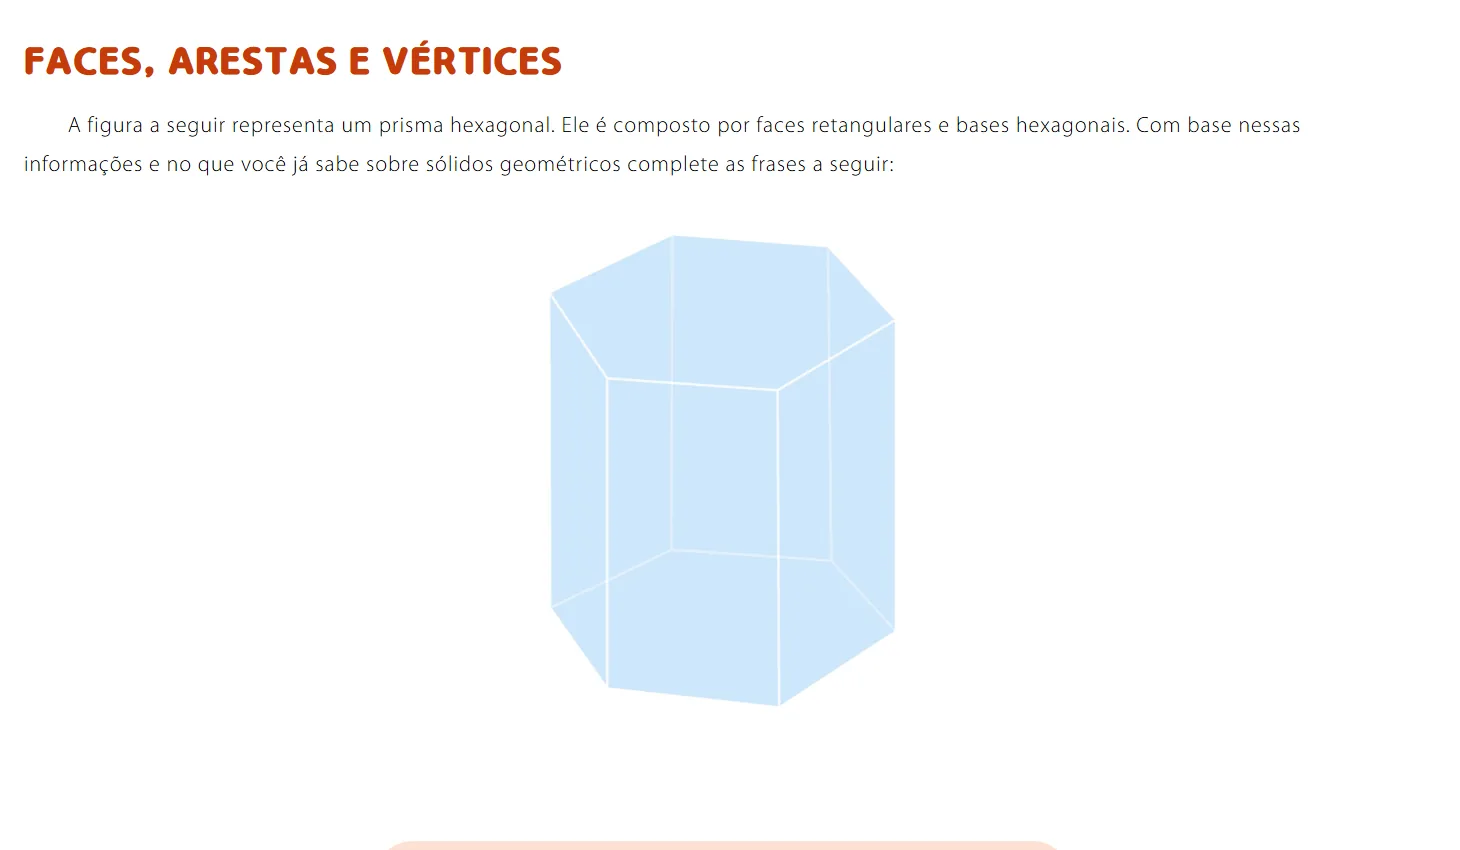 FACES, ARESTAS E VÉRTICES
A figura a seguir representa um prisma hexagonal. Ele é composto por faces retangulares e bases hexagonais. Com base nessas
informações e no que você já sabe sobre sólidos geométricos complete as frases a seguir: